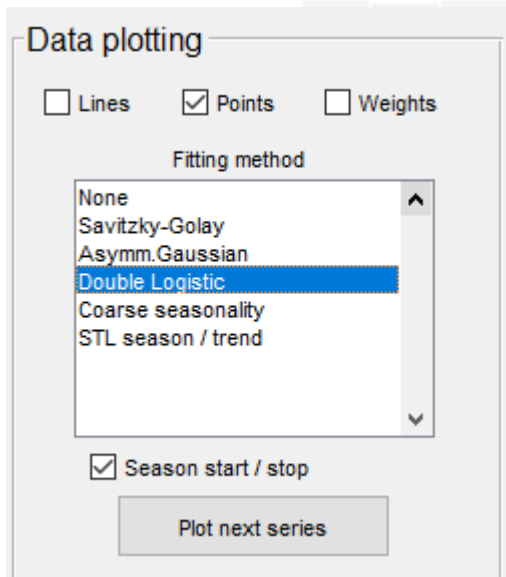 Data plotting
Lines Points Weights
Fitting method
None
Savitzky-Golay
Asymm.Gaussian
Double Logistic
Coarse seasonality
STL season / trend
Season start / stop
Plot next series